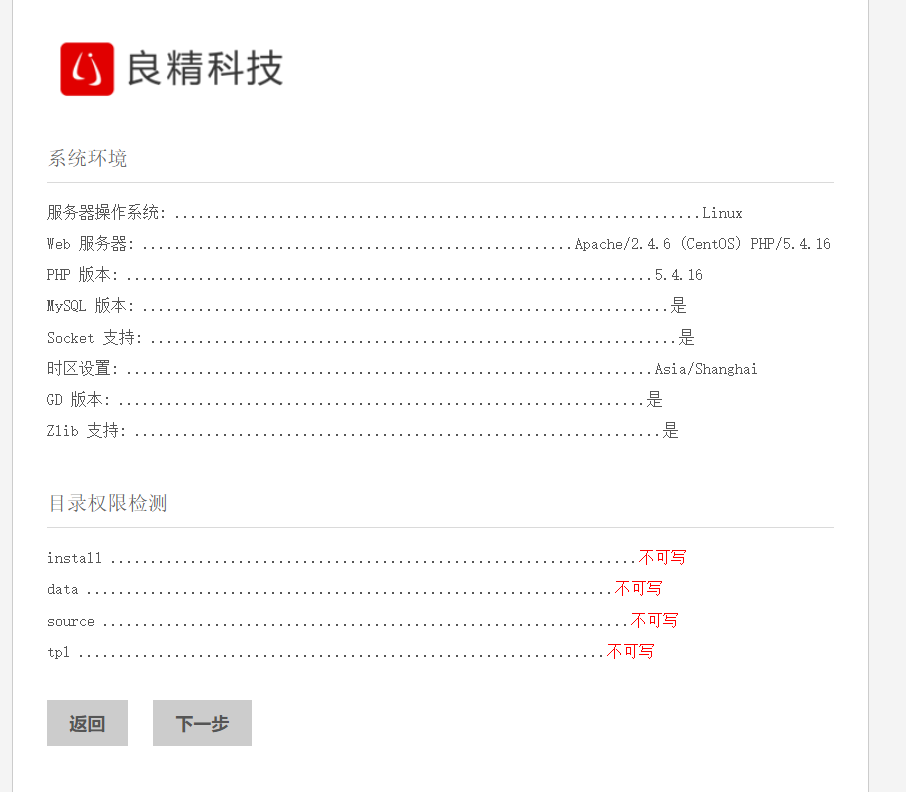 良精科技
系统环境
服务器操作系统: ..................................................................Linux
Web 服务器: ......................................................Apache/2.4.6 (CentOS) PHP/5.4.16
PHP 版本: ..................................................................5.4.16
MySQL 版本: ..................................................................是
Socket 支持: ..................................................................是
时区设置: ..................................................................Asia/Shanghai
GD 版本: ..................................................................是
Zlib 支持: ..................................................................是
目录权限检测
install ..................................................................不可写
data ..................................................................不可写
source ..................................................................不可写
tpl ..................................................................不可写
返回 下一步